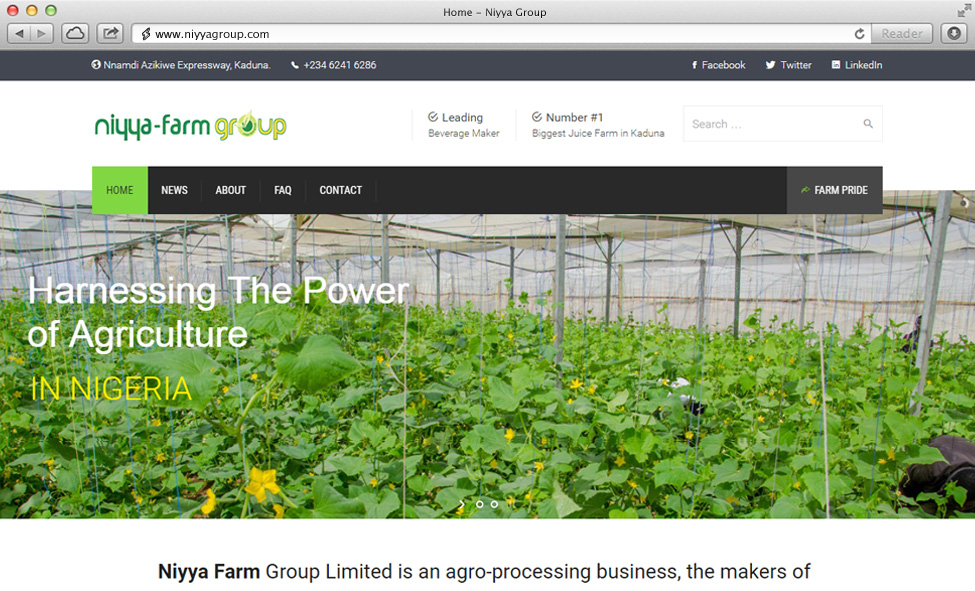 Home – Niyya Group
www.niyyagroup.com
Reader
Nnamdi Azikiwe Expressway, Kaduna. +234 6241 6286 Facebook Twitter LinkedIn
niyya-farm group
Leading
Beverage Maker
Number #1
Biggest Juice Farm in Kaduna
Search ...
HOME NEWS ABOUT FAQ CONTACT FARM PRIDE
Harnessing The Power
of Agriculture
IN NIGERIA
Niyya Farm Group Limited is an agro-processing business, the makers of